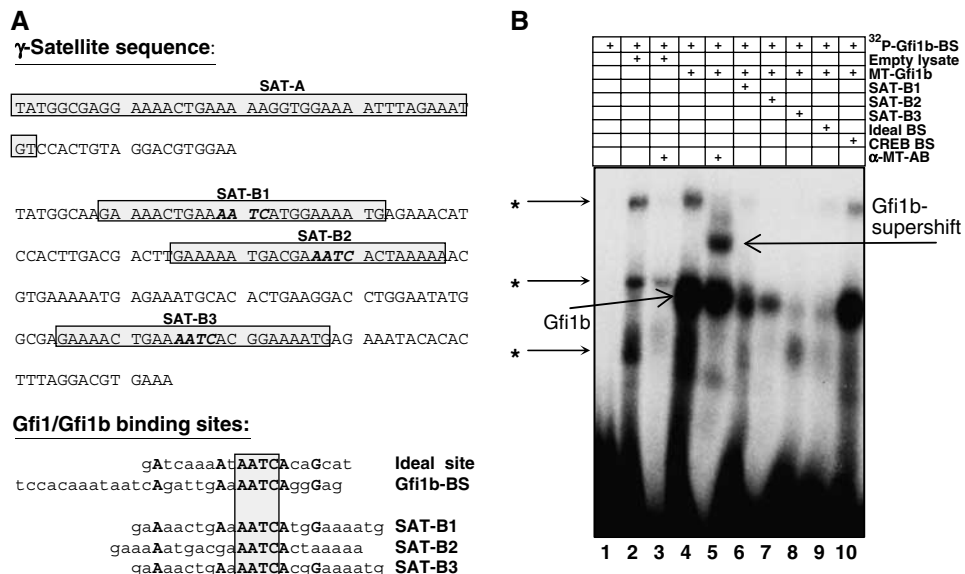 A
γ-Satellite sequence:
SAT-A
TATGGCGAGG AAAACTGAAA AAGGTGGAAA ATTTAGAAAT
GTCCACTGTA GGACGTGGAA
SAT-B1
TATGGCAAGA AAACTGAAAA TCATGGAAAA TGAGAAACAT
SAT-B2
CCACTTGACG ACTTGAAAAA TGACGAAATC ACTAAAAAAC
GTGAAAAATG AGAAATGCAC ACTGAAGGAC CTGGAATATG
SAT-B3
GCGAGAAAAC TGAAAATCAC GGAAAATGAG AAATACACAC
TTTAGGACGT GAAA
Gfi1/Gfi1b binding sites:
gAtcaaaAtAATCAcaGcat Ideal site
tccacaaataatcAgattgAaAATCAggGag Gfi1b-BS
gaAaactgAaAATCAtgGaaaatg SAT-B1
gaaaAatgacgaAATCActaaaaa SAT-B2
gaAaactgAaAATCAcgGaaaatg SAT-B3
B
+ + + + + + + + + + 32P-Gfi1b-BS
+ + Empty lysate
+ + + + + + + MT-Gfi1b
+ SAT-B1
+ SAT-B2
+ SAT-B3
+ Ideal BS
+ CREB BS
+ + α-MT-AB
*
Gfi1b-
supershift
*
Gfi1b
*
1 2 3 4 5 6 7 8 9 10